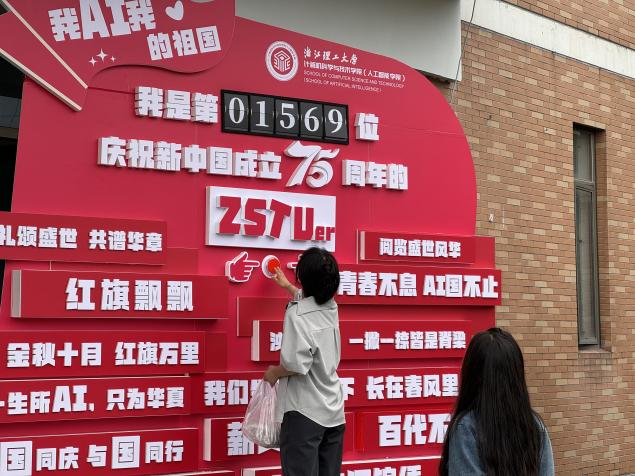 我AI我
的祖国
浙江理工大学
计算机科学与技术学院（人工智能学院）
SCHOOL OF COMPUTER SCIENCE AND TECHNOLOGY
(SCHOOL OF ARTIFICIAL INTELLIGENCE)
我是第 01569 位
庆祝新中国成立75周年的
ZSTUer
礼颂盛世 共谱华章
阅览盛世风华
红旗飘飘
青春不息 AI国不止
金秋十月 红旗万里
一撇一捺皆是脊梁
一生所AI，只为华夏
我们 下 长在春风里
国同庆 与国同行
百代不